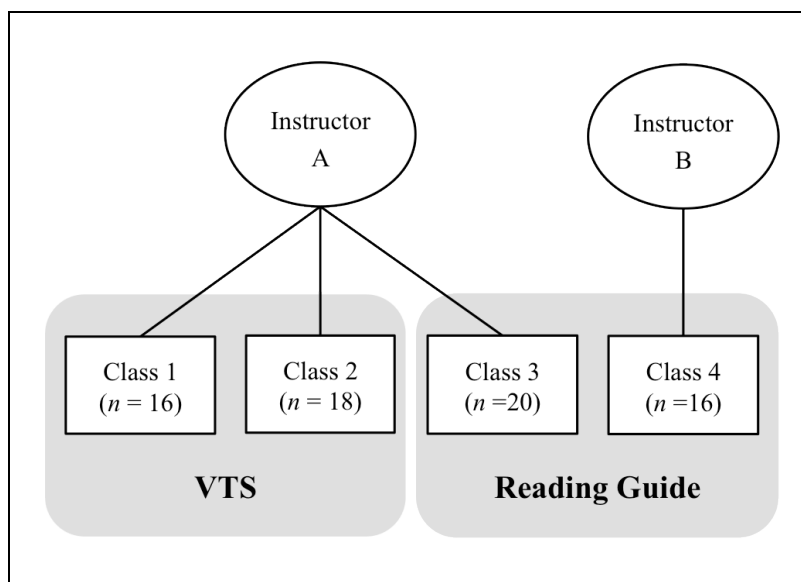 Instructor
A
Instructor
B
Class 1
(n = 16)
Class 2
(n = 18)
Class 3
(n =20)
Class 4
(n =16)
VTS
Reading Guide